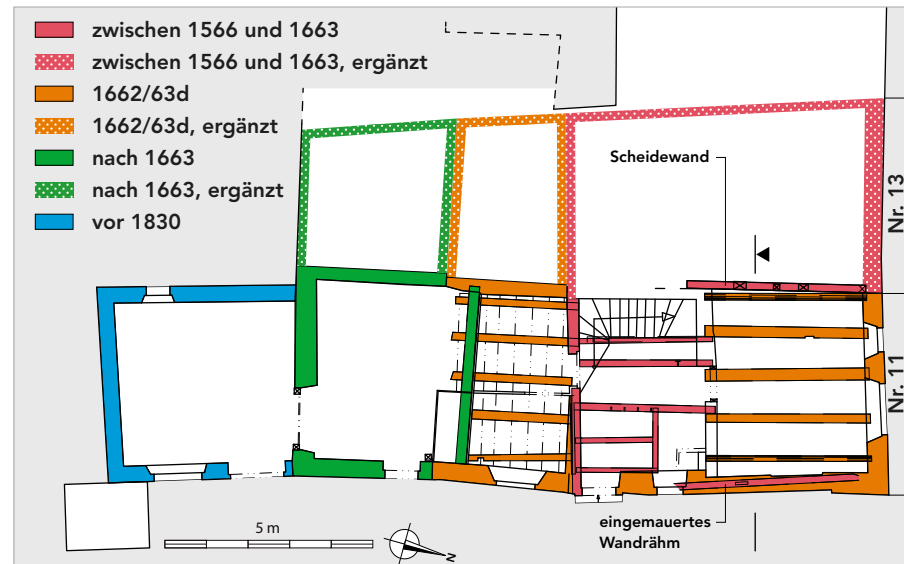 zwischen 1566 und 1663
zwischen 1566 und 1663, ergänzt
1662/63d
1662/63d, ergänzt
nach 1663
nach 1663, ergänzt
vor 1830
Scheidewand
Nr. 13
Nr. 11
eingemauertes
Wandrähm
5 m
N